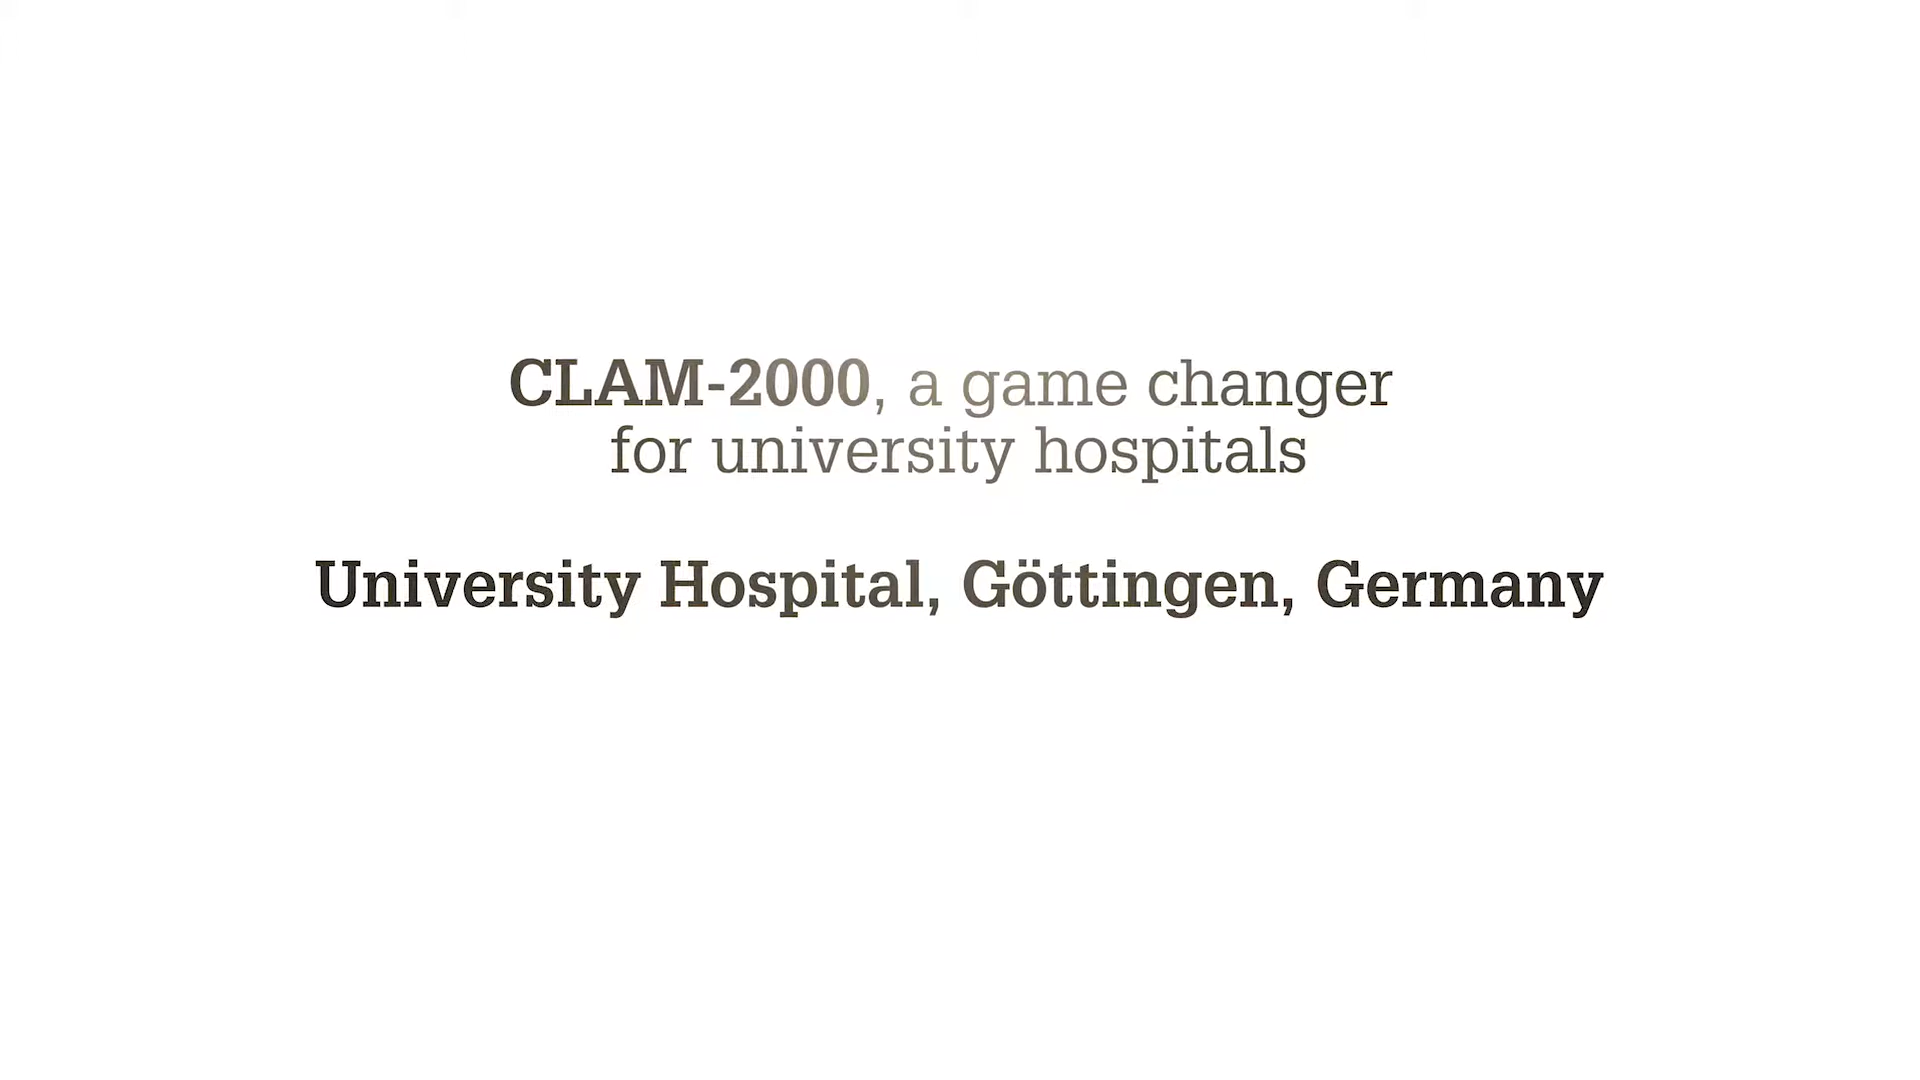 CLAM-2000, a game changer
for university hospitals
University Hospital, Göttingen, Germany